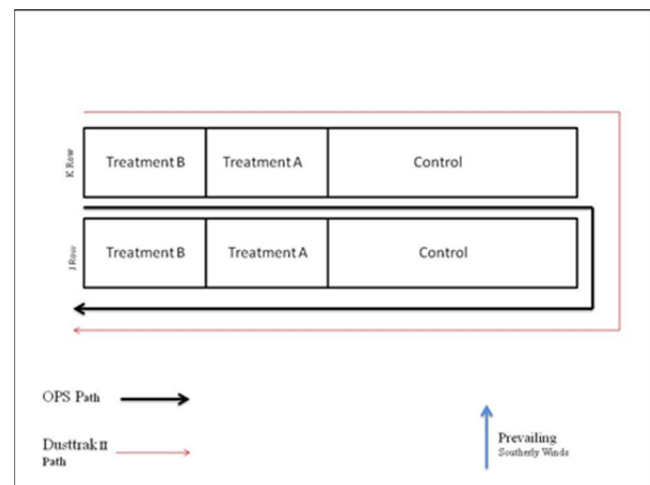 K Row
Treatment B
Treatment A
Control
J Row
Treatment B
Treatment A
Control
OPS Path
Dusttrak II
Path
Prevailing
Southerly Winds